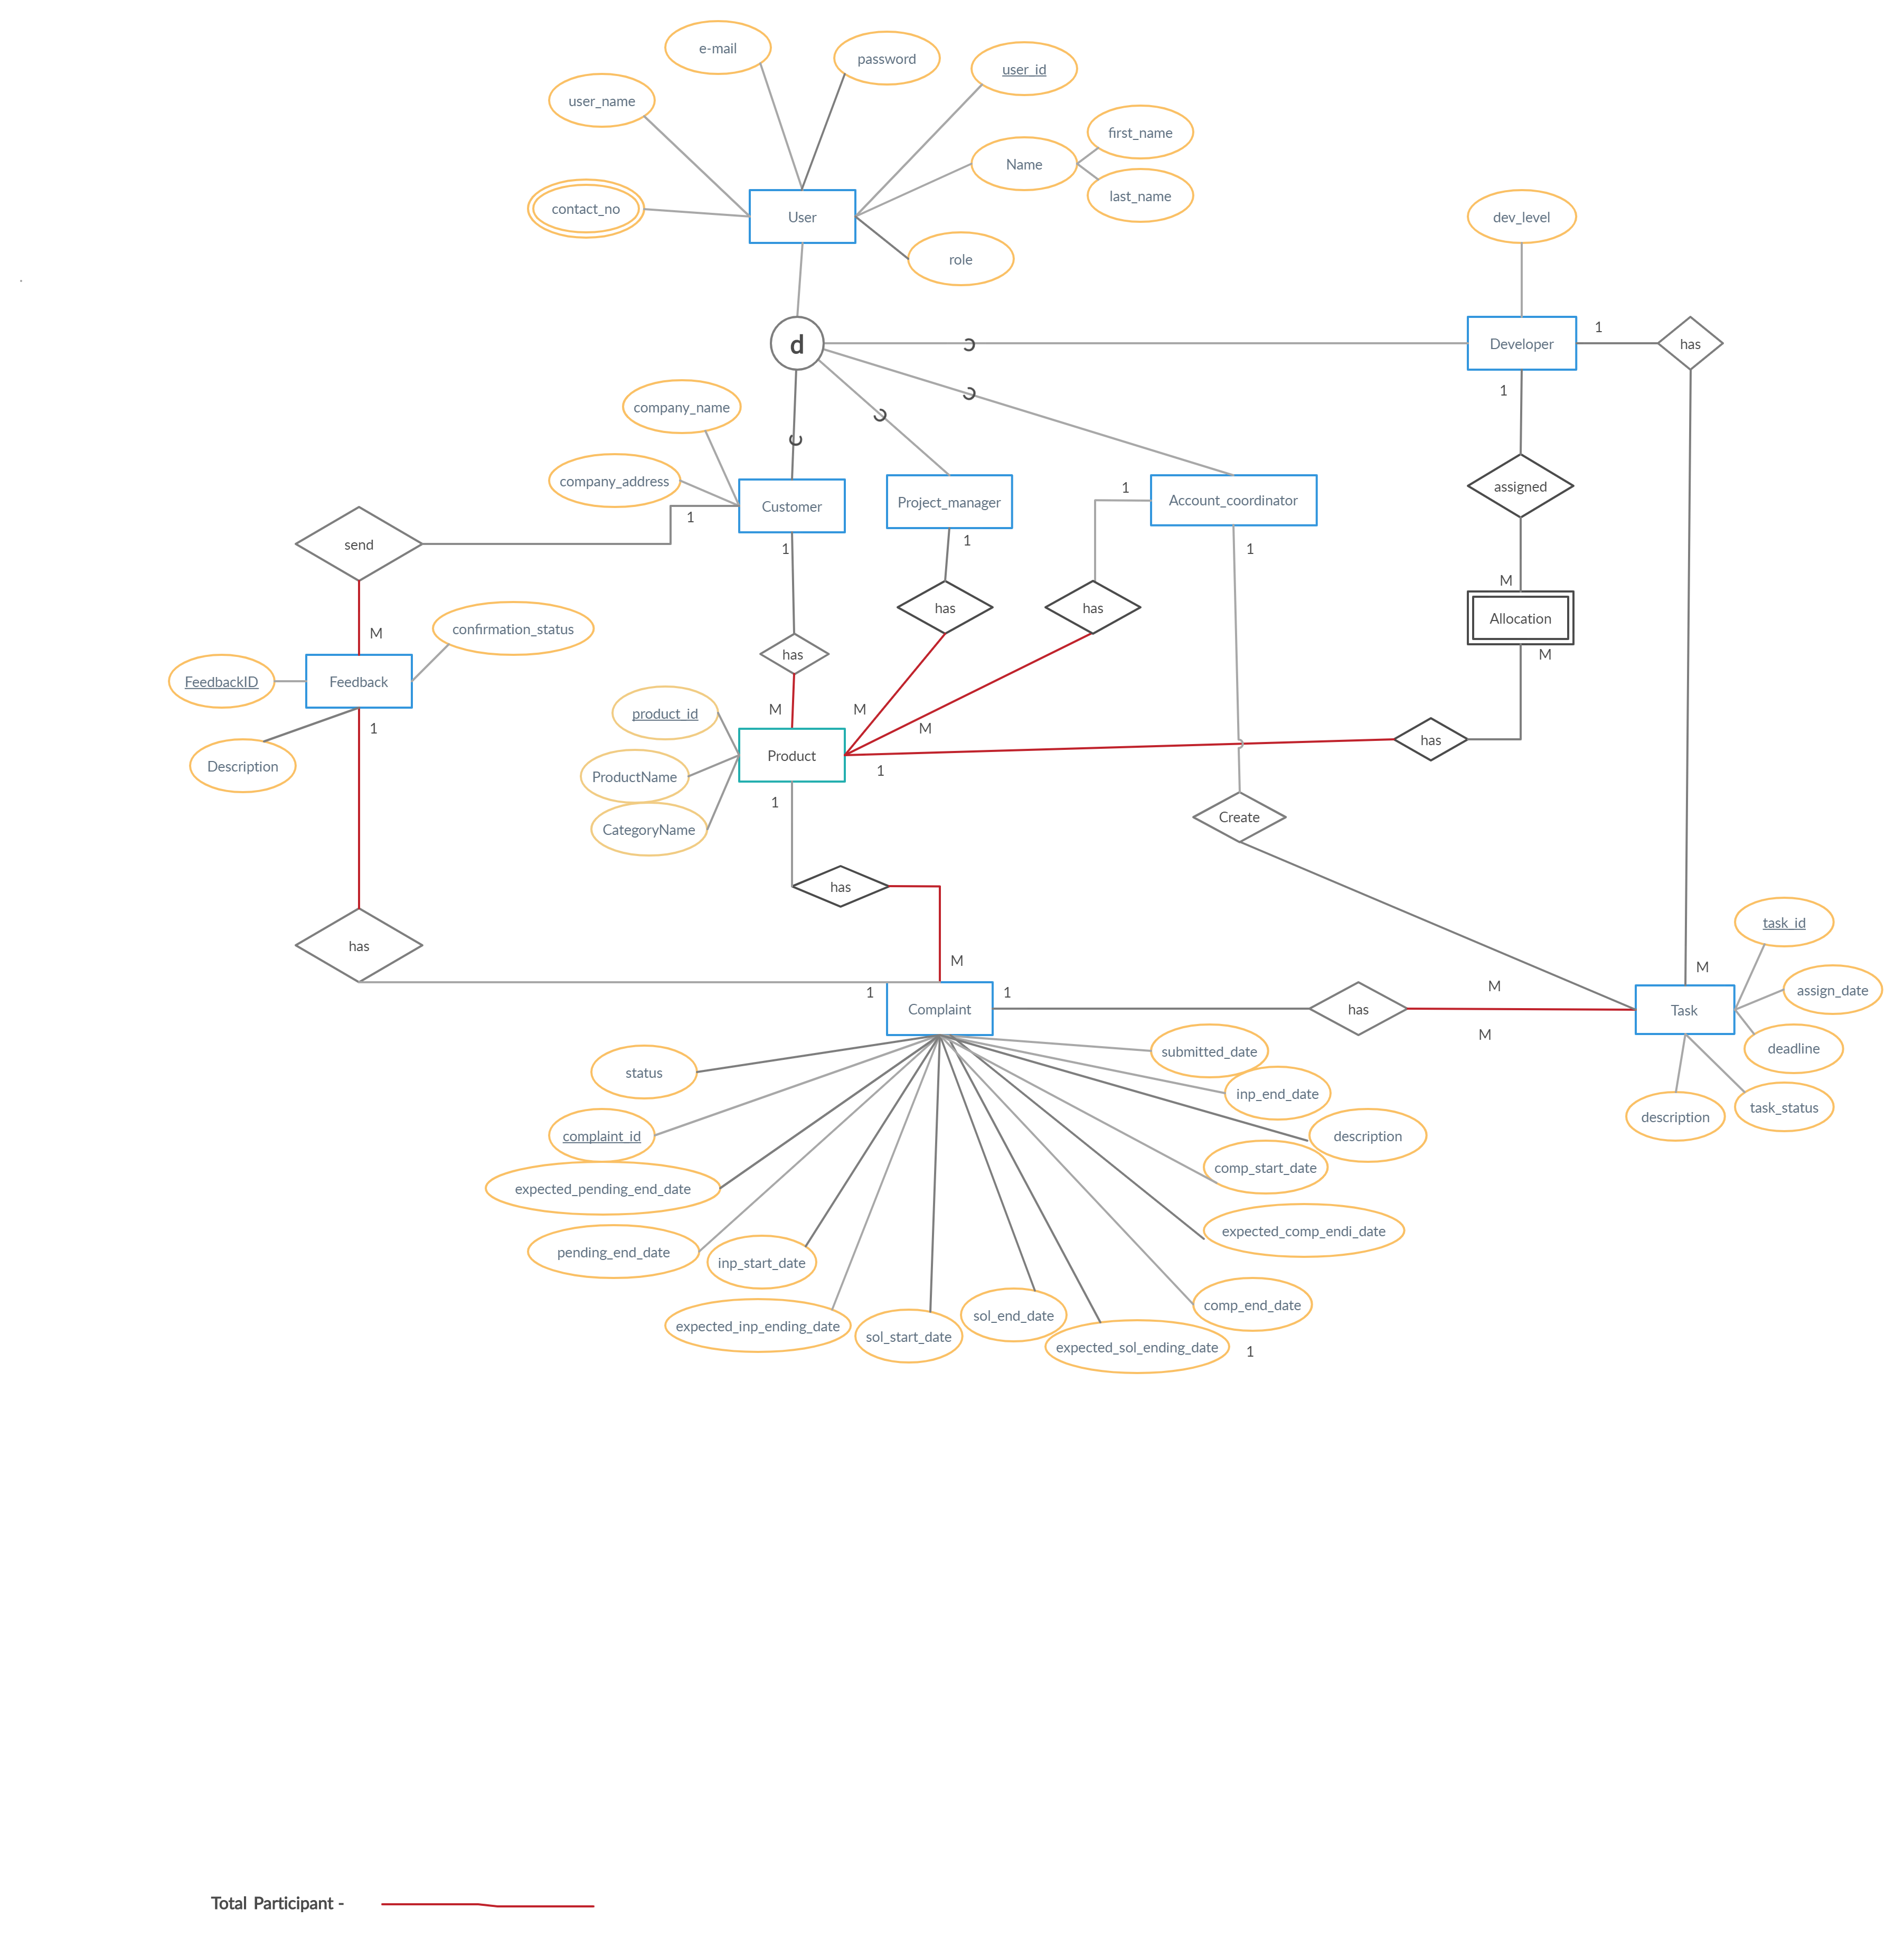 e-mail
password
user_id
user_name
first_name
Name
last_name
contact_no
User
dev_level
role
1
d
Developer
has
1
company_name
company_address
Customer
Project_manager
Account_coordinator
assigned
1
1
1
1
1
send
M
has
has
Allocation
confirmation_status
M
has
M
FeedbackID
Feedback
product_id
M
M
M
has
1
Description
Product
1
ProductName
1
Create
CategoryName
has
task_id
has
M
M
assign_date
1
1
M
Complaint
has
Task
M
deadline
submitted_date
status
inp_end_date
task_status
description
complaint_id
description
comp_start_date
expected_pending_end_date
expected_comp_endi_date
pending_end_date
inp_start_date
comp_end_date
sol_end_date
expected_inp_ending_date
sol_start_date
expected_sol_ending_date
1
Total Participant -